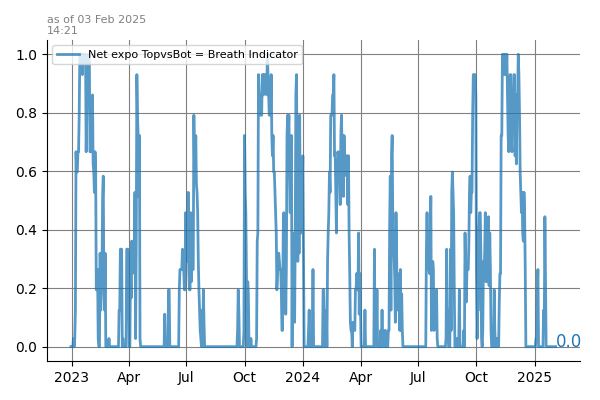 as of 03 Feb 2025
14:21
Net expo TopvsBot = Breath Indicator
1.0
0.8
0.6
0.4
0.2
0.0
0.0
2023 Apr Jul Oct 2024 Apr Jul Oct 2025